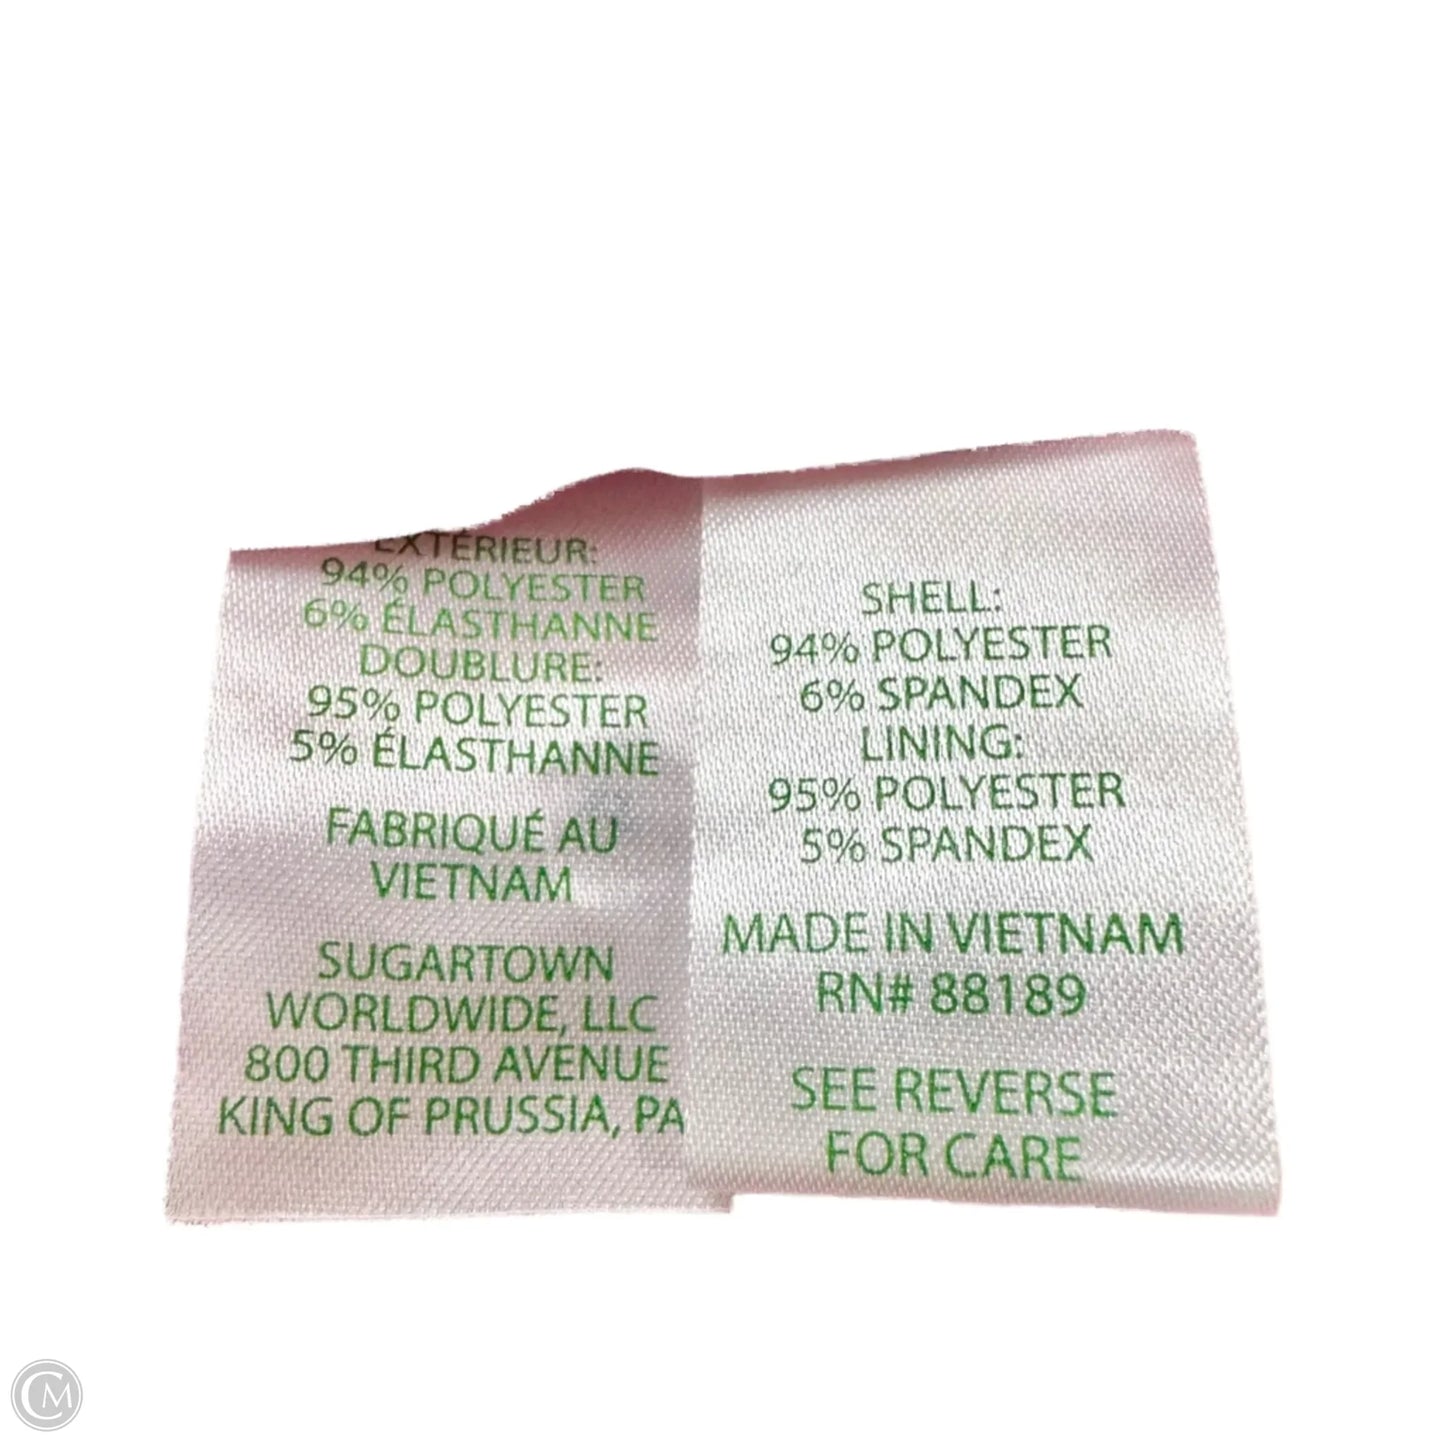 EXTÉRIEUR:
94% POLYESTER
6% ÉLASTHANNE
DOUBLURE:
95% POLYESTER
5% ÉLASTHANNE
FABRIQUÉ AU
VIETNAM
SUGARTOWN
WORLDWIDE, LLC
800 THIRD AVENUE
KING OF PRUSSIA, PA
SHELL:
94% POLYESTER
6% SPANDEX
LINING:
95% POLYESTER
5% SPANDEX
MADE IN VIETNAM
RN# 88189
SEE REVERSE
FOR CARE
CM